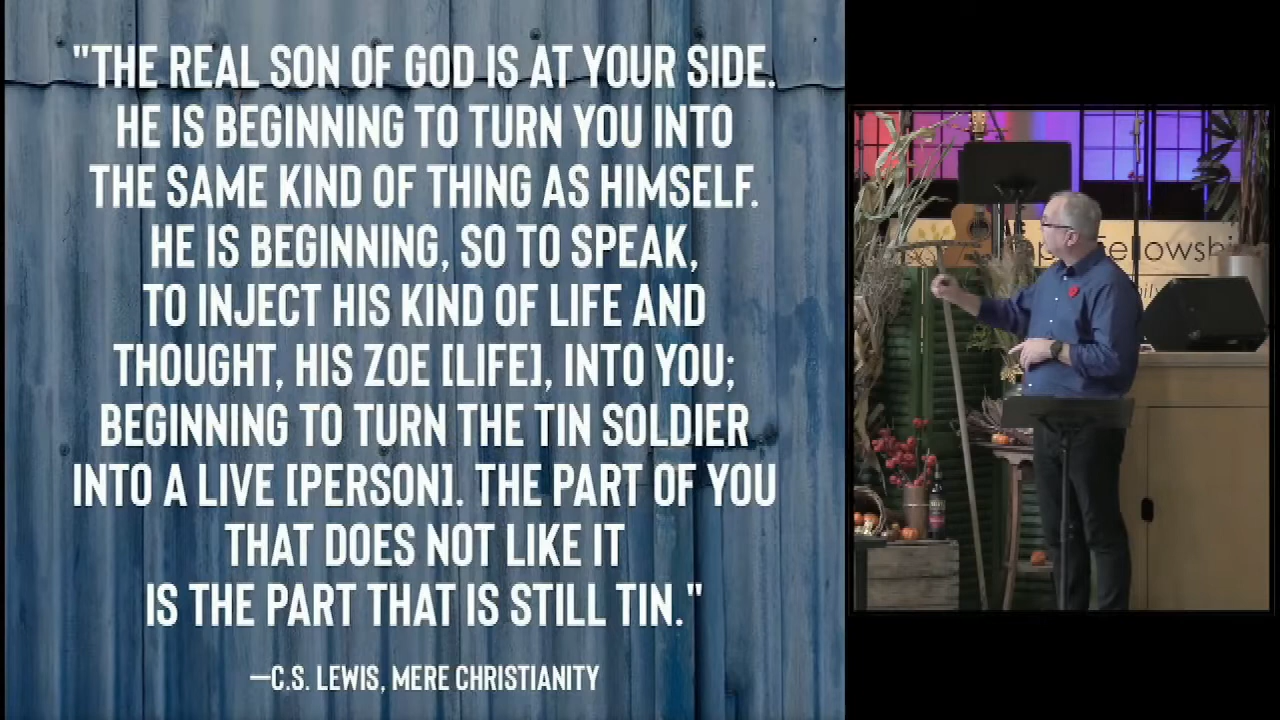 "THE REAL SON OF GOD IS AT YOUR SIDE.
HE IS BEGINNING TO TURN YOU INTO
THE SAME KIND OF THING AS HIMSELF.
HE IS BEGINNING, SO TO SPEAK,
TO INJECT HIS KIND OF LIFE AND
THOUGHT, HIS ZOE [LIFE], INTO YOU;
BEGINNING TO TURN THE TIN SOLDIER
INTO A LIVE [PERSON]. THE PART OF YOU
THAT DOES NOT LIKE IT
IS THE PART THAT IS STILL TIN."
—C.S. LEWIS, MERE CHRISTIANITY